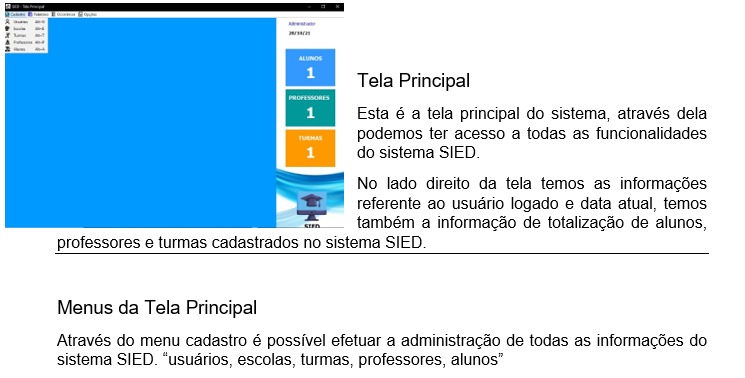 SIED - Tela Principal
Cadastro Relatório Ocorrência Opções
Usuários Alt+U
Escolas Alt+E
Turmas Alt+T
Professores Alt+P
Alunos Alt+A
Administrador
28/10/21
ALUNOS
1
PROFESSORES
1
TURMAS
1
SIED
Tela Principal
Esta é a tela principal do sistema, através dela
podemos ter acesso a todas as funcionalidades
do sistema SIED.
No lado direito da tela temos as informações
referente ao usuário logado e data atual, temos
também a informação de totalização de alunos,
professores e turmas cadastrados no sistema SIED.
Menus da Tela Principal
Através do menu cadastro é possível efetuar a administração de todas as informações do
sistema SIED. “usuários, escolas, turmas, professores, alunos”